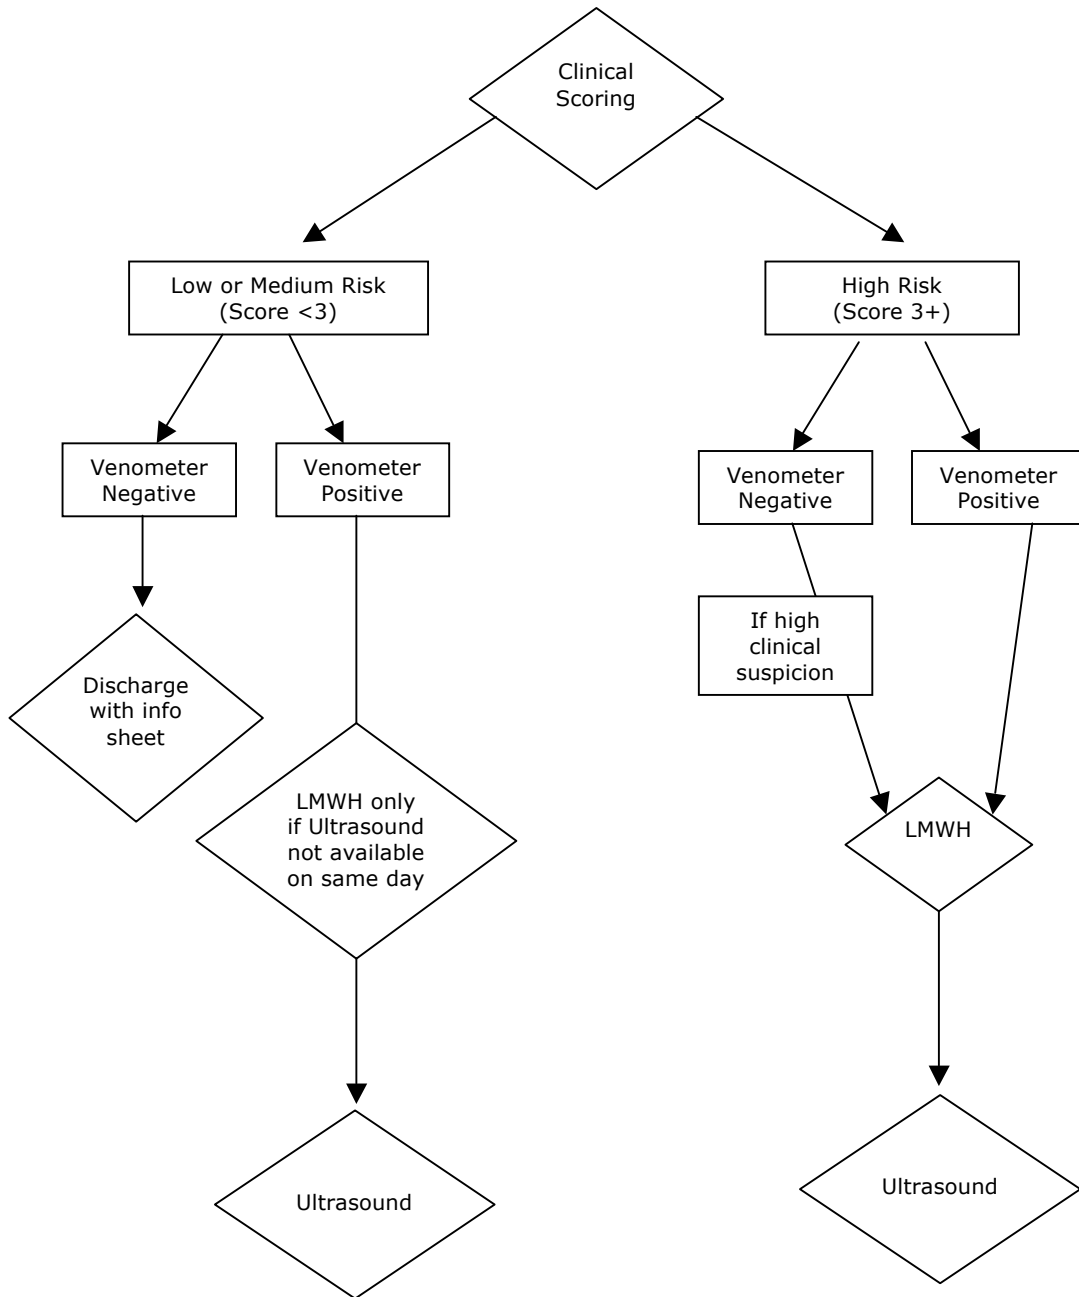 Clinical
Scoring
Low or Medium Risk
(Score <3)
High Risk
(Score 3+)
Venometer
Negative
Venometer
Positive
Venometer
Negative
Venometer
Positive
If high
clinical
suspicion
Discharge
with info
sheet
LMWH only
if Ultrasound
not available
on same day
LMWH
Ultrasound
Ultrasound